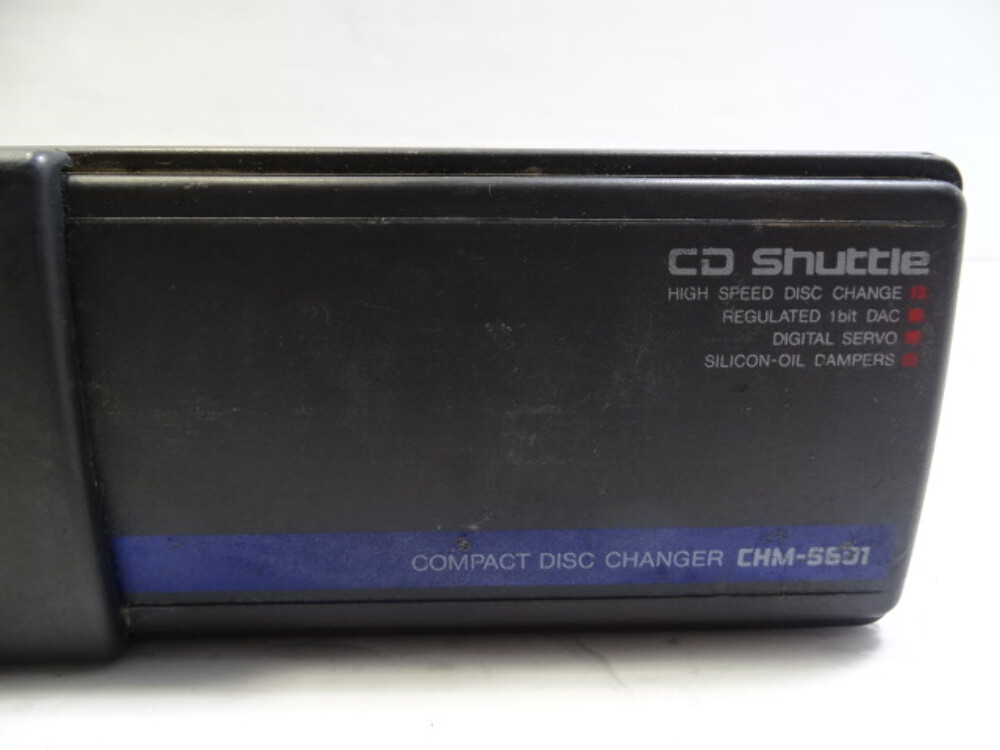 CD Shuttle
HIGH SPEED DISC CHANGE
REGULATED 1bit DAC
DIGITAL SERVO
SILICON-OIL DAMPERS
COMPACT DISC CHANGER CHM-S601